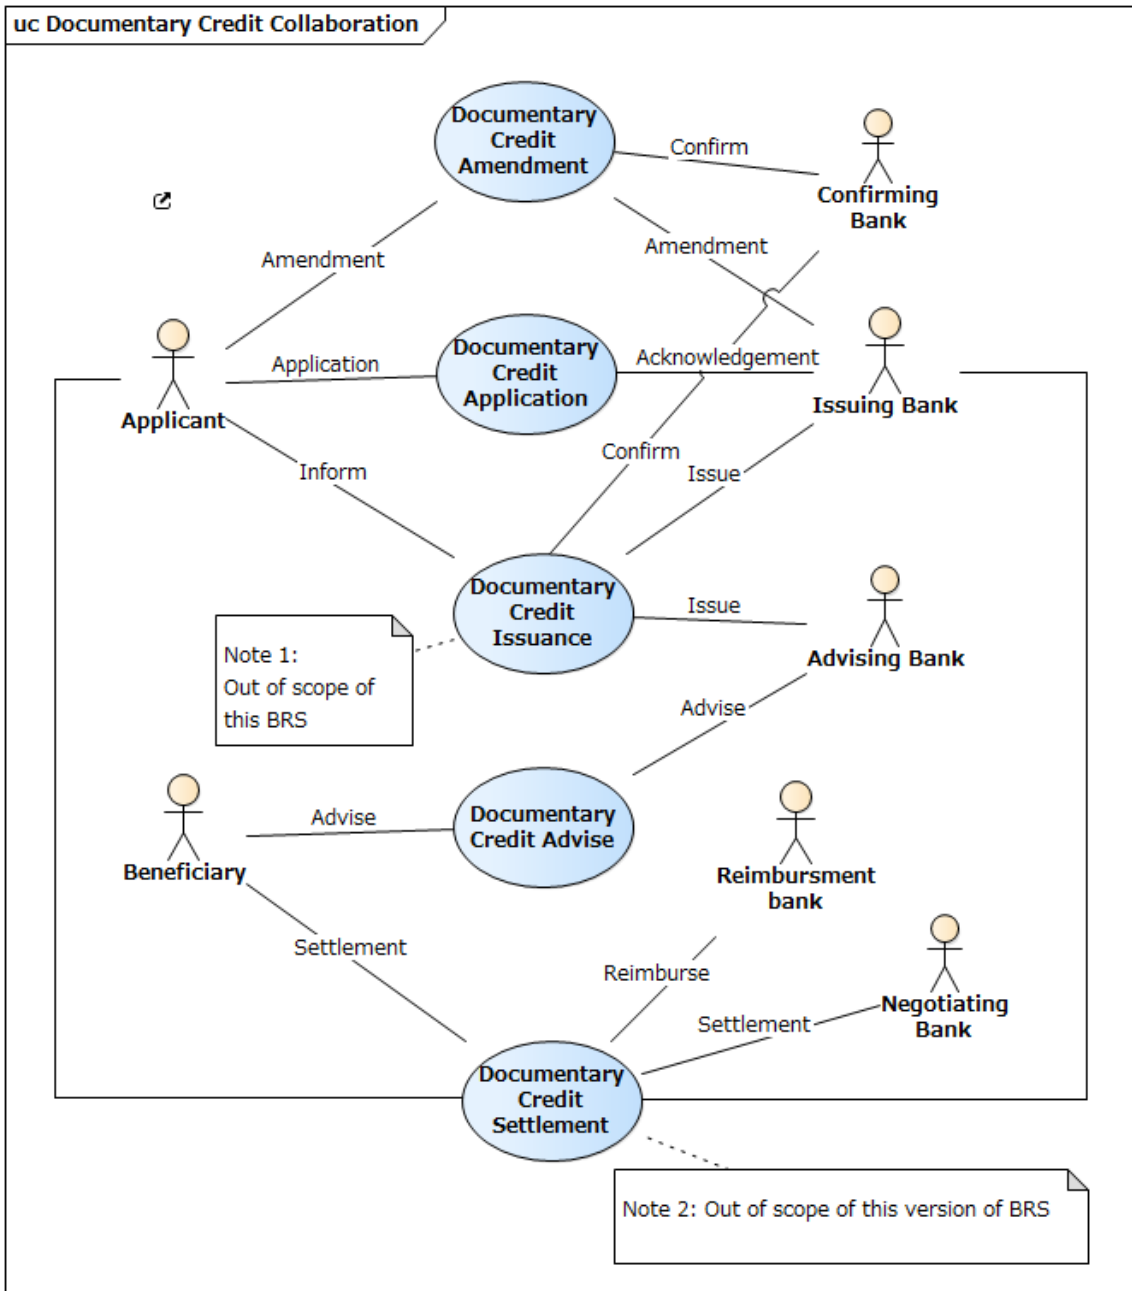 uc Documentary Credit Collaboration
Documentary
Credit
Amendment
Confirm
Confirming
Bank
Amendment
Amendment
Applicant
Application
Documentary
Credit
Application
Acknowledgement
Issuing Bank
Inform
Confirm
Issue
Documentary
Credit
Issuance
Issue
Advising Bank
Note 1:
Out of scope of
this BRS
Advise
Beneficiary
Advise
Documentary
Credit Advise
Reimbursment
bank
Settlement
Reimburse
Settlement
Negotiating
Bank
Documentary
Credit
Settlement
Note 2: Out of scope of this version of BRS